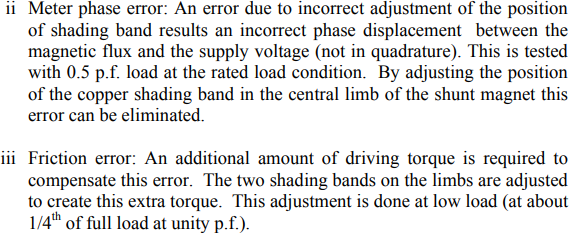 ii Meter phase error: An error due to incorrect adjustment of the position
of shading band results an incorrect phase displacement between the
magnetic flux and the supply voltage (not in quadrature). This is tested
with 0.5 p.f. load at the rated load condition. By adjusting the position
of the copper shading band in the central limb of the shunt magnet this
error can be eliminated.
iii Friction error: An additional amount of driving torque is required to
compensate this error. The two shading bands on the limbs are adjusted
to create this extra torque. This adjustment is done at low load (at about
1/4th of full load at unity p.f.).